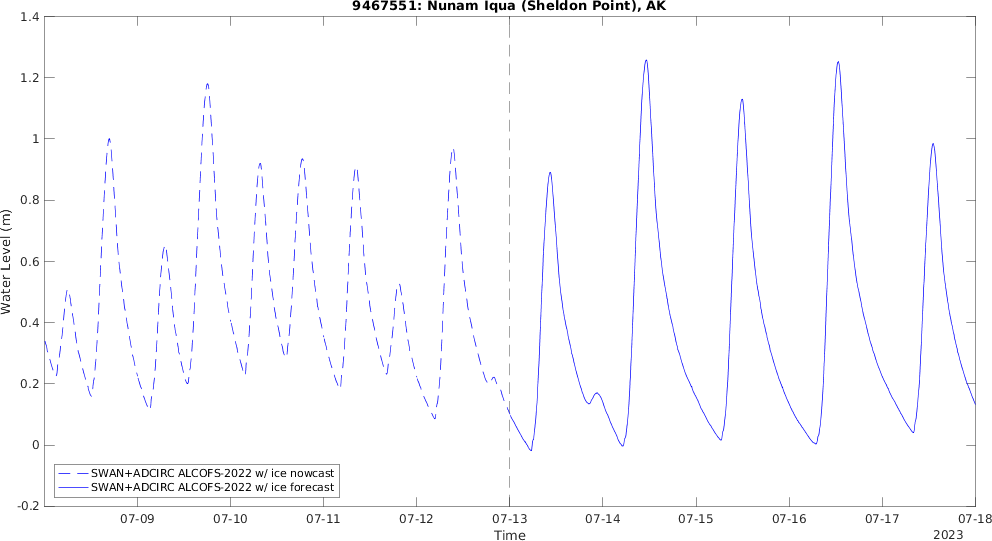 9467551: Nunam Iqua (Sheldon Point), AK
1.4
1.2
1
0.8
0.6
0.4
0.2
0
-0.2
Water Level (m)
SWAN+ADCIRC ALCOFS-2022 w/ ice nowcast
SWAN+ADCIRC ALCOFS-2022 w/ ice forecast
07-09 07-10 07-11 07-12 07-13 07-14 07-15 07-16 07-17 07-18
Time
2023